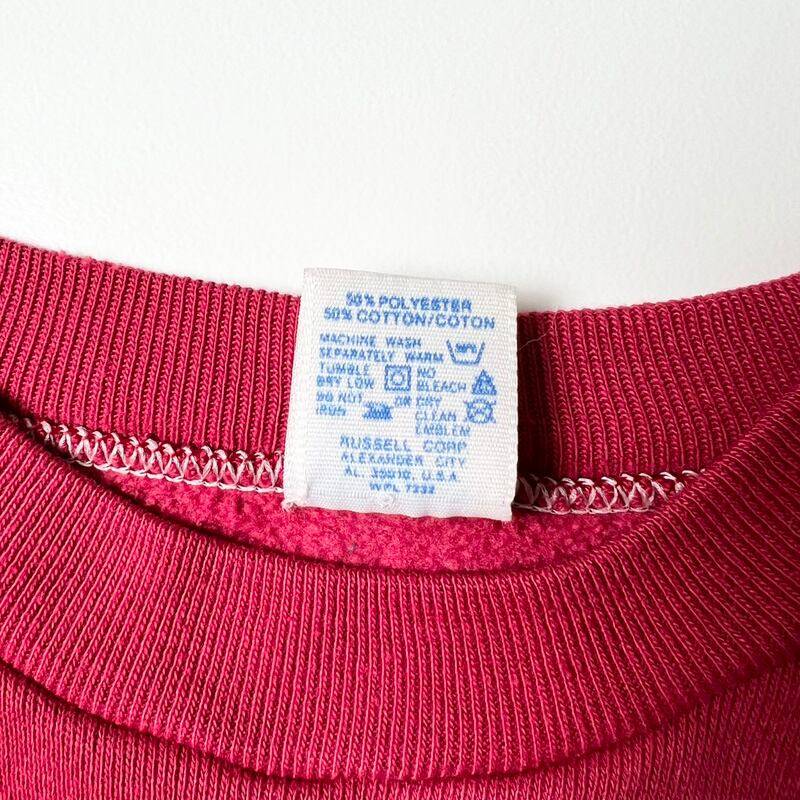 50% POLYESTER
50% COTTON/COTON
MACHINE WASH
SEPARATELY WARM
TUMBLE NO
DRY LOW BLEACH
DO NOT OR DRY
IRON CLEAN
EMBLEM
RUSSELL CORP
ALEXANDER CITY
AL. 35010, U.S.A
WPL 7332